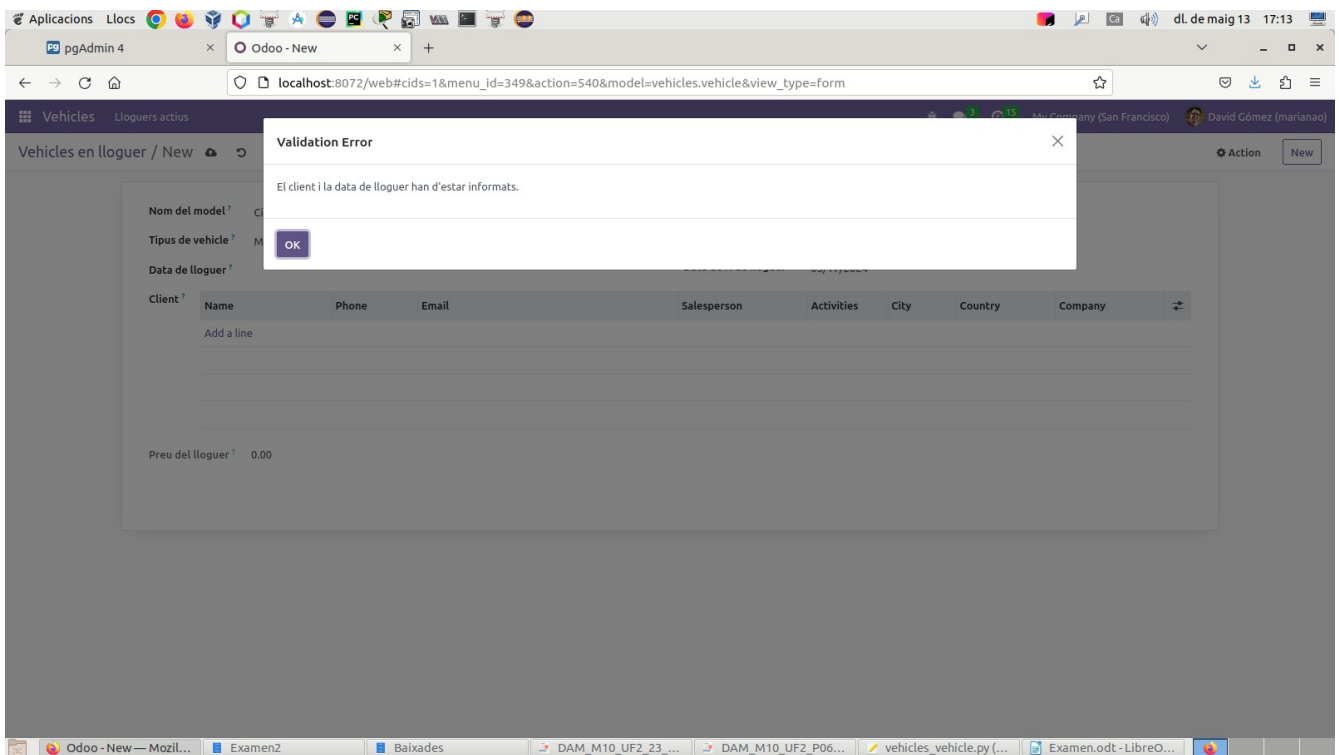 Aplicacions Llocs Ca dl. de maig 13 17:13
pgAdmin 4 Odoo - New
localhost:8072/web#cids=1&menu_id=349&action=540&model=vehicles.vehicle&view_type=form
Vehicles Lloguers actius 3 15 My Company (San Francisco) David Gómez (marianao)
Vehicles en lloguer / New Action New
Validation Error
El client i la data de lloguer han d'estar informats.
OK
Nom del model ?
Tipus de vehicle ? M
Data de lloguer ?
Client ? Name Phone Email Salesperson Activities City Country Company
Add a line
Preu del lloguer ? 0.00
Odoo - New — Mozil... Examen2 Baixades DAM_M10_UF2_23_... DAM_M10_UF2_P06... vehicles_vehicle.py (... Examen.odt - LibreO...